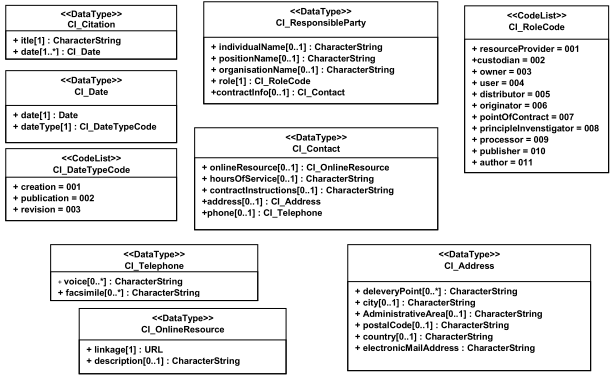 <<DataType>>
CI_Citation
+ itle[1] : CharacterString
+ date[1..*] : CI_Date
<<DataType>>
CI_Date
+ date[1] : Date
+ dateType[1] : CI_DateTypeCode
<<CodeList>>
CI_DateTypeCode
+ creation = 001
+ publication = 002
+ revision = 003
<<DataType>>
CI_ResponsibleParty
+ individualName[0..1] : CharacterString
+ positionName[0..1] : CharacterString
+ organisationName[0..1] : CharacterString
+ role[1] : CI_RoleCode
+contractInfo[0..1] : CI_Contact
<<DataType>>
CI_Contact
+ onlineResource[0..1] : CI_OnlineResource
+ hoursOfService[0..1] : CharacterString
+ contractInstructions[0..1] : CharacterString
+address[0..1] : CI_Address
+phone[0..1] : CI_Telephone
<<CodeList>>
CI_RoleCode
+ resourceProvider = 001
+custodian = 002
+ owner = 003
+ user = 004
+ distributor = 005
+ originator = 006
+ pointOfContract = 007
+ principleInvenstigator = 008
+ processor = 009
+ publisher = 010
+ author = 011
<<DataType>>
CI_Telephone
+ voice[0..*] : CharacterString
+ facsimile[0..*] : CharacterString
<<DataType>>
CI_OnlineResource
+ linkage[1] : URL
+ description[0..1] : CharacterString
<<DataType>>
CI_Address
+ deleveryPoint[0..*] : CharacterString
+ city[0..1] : CharacterString
+ AdministrativeArea[0..1] : CharacterString
+ postalCode[0..1] : CharacterString
+ country[0..1] : CharacterString
+ electronicMailAddress : CharacterString